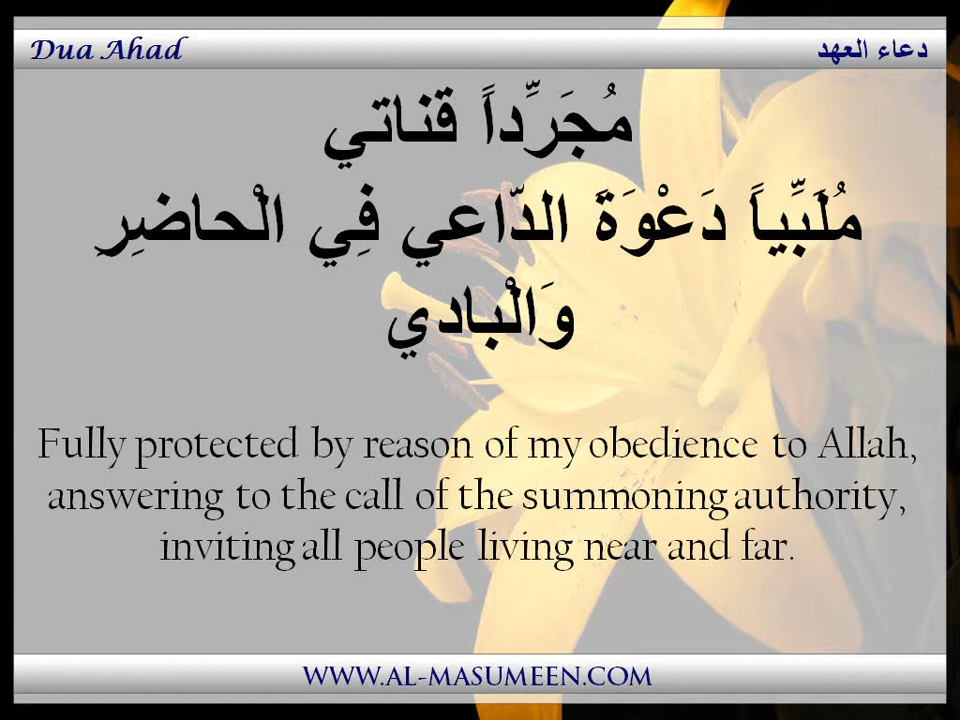 Dua Ahad
دعاء العهد
مُجَرِّداً قناتي
مُلَبِّياً دَعْوَةَ الدّاعي فِي الْحاضِرِ
وَالْبادي
Fully protected by reason of my obedience to Allah,
answering to the call of the summoning authority,
inviting all people living near and far.
WWW.AL-MASUMEEN.COM